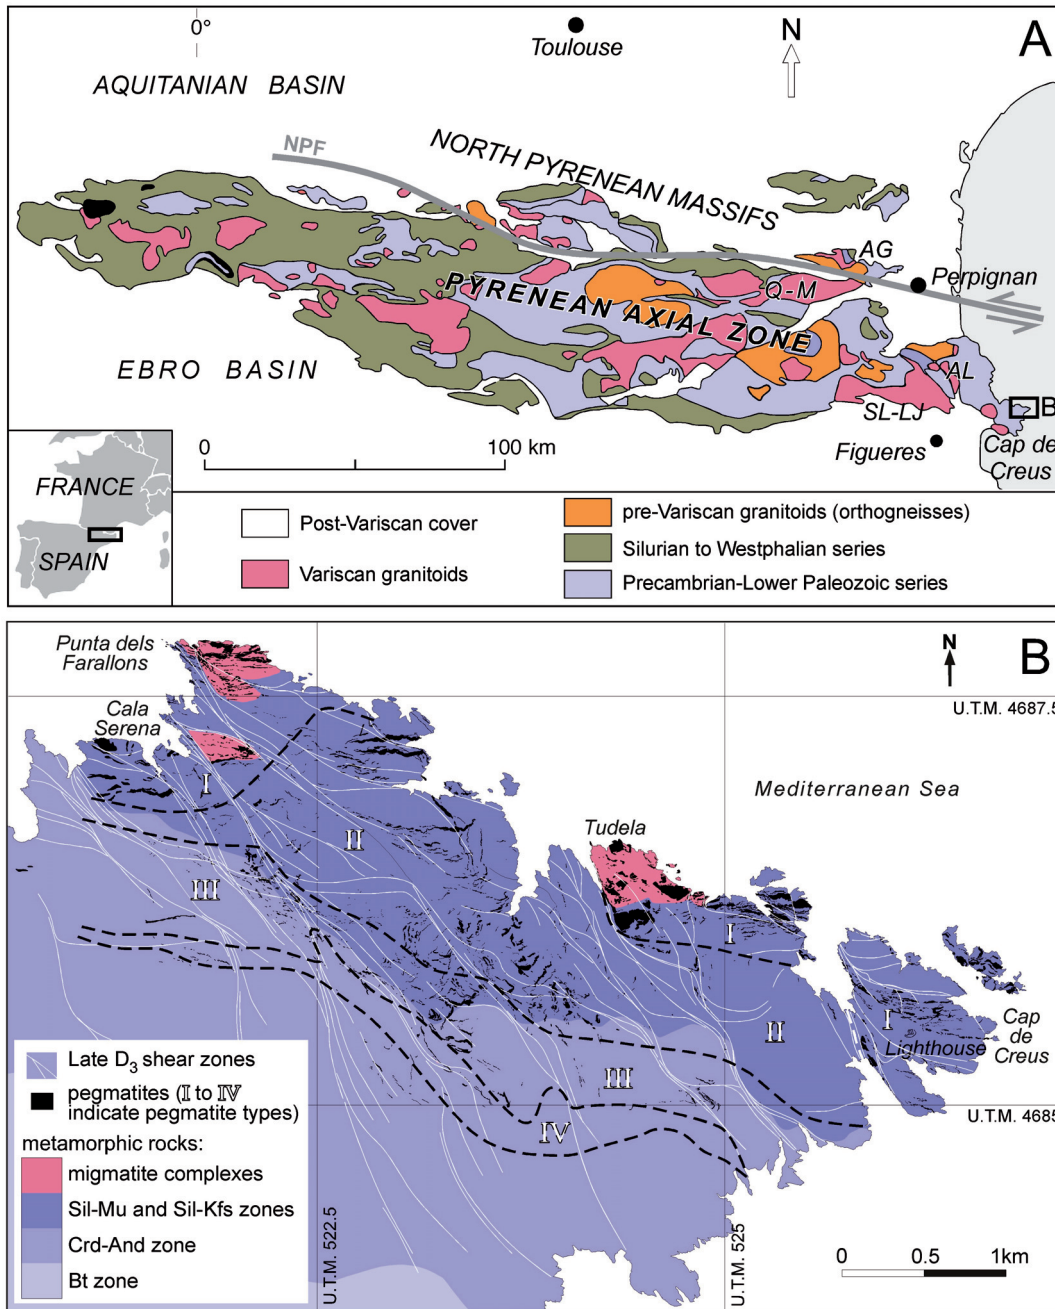 A
0°
Toulouse
N
AQUITANIAN BASIN
NPF
NORTH PYRENEAN MASSIFS
AG
Perpignan
Q-M
PYRENEAN AXIAL ZONE
EBRO BASIN
AL
B
SL-LJ
Figueres
Cap de
Creus
0
100 km
FRANCE
SPAIN
Post-Variscan cover
Variscan granitoids
pre-Variscan granitoids (orthogneisses)
Silurian to Westphalian series
Precambrian-Lower Paleozoic series
B
Punta dels
Farallons
N
U.T.M. 4687.5
Cala
Serena
Mediterranean Sea
I
II
Tudela
III
I
I
Cap
de
Creus
Lighthouse
II
III
U.T.M. 4685
IV
Late D3 shear zones
pegmatites (I to IV
indicate pegmatite types)
metamorphic rocks:
migmatite complexes
Sil-Mu and Sil-Kfs zones
Crd-And zone
Bt zone
U.T.M. 522.5
U.T.M. 525
0
0.5
1km